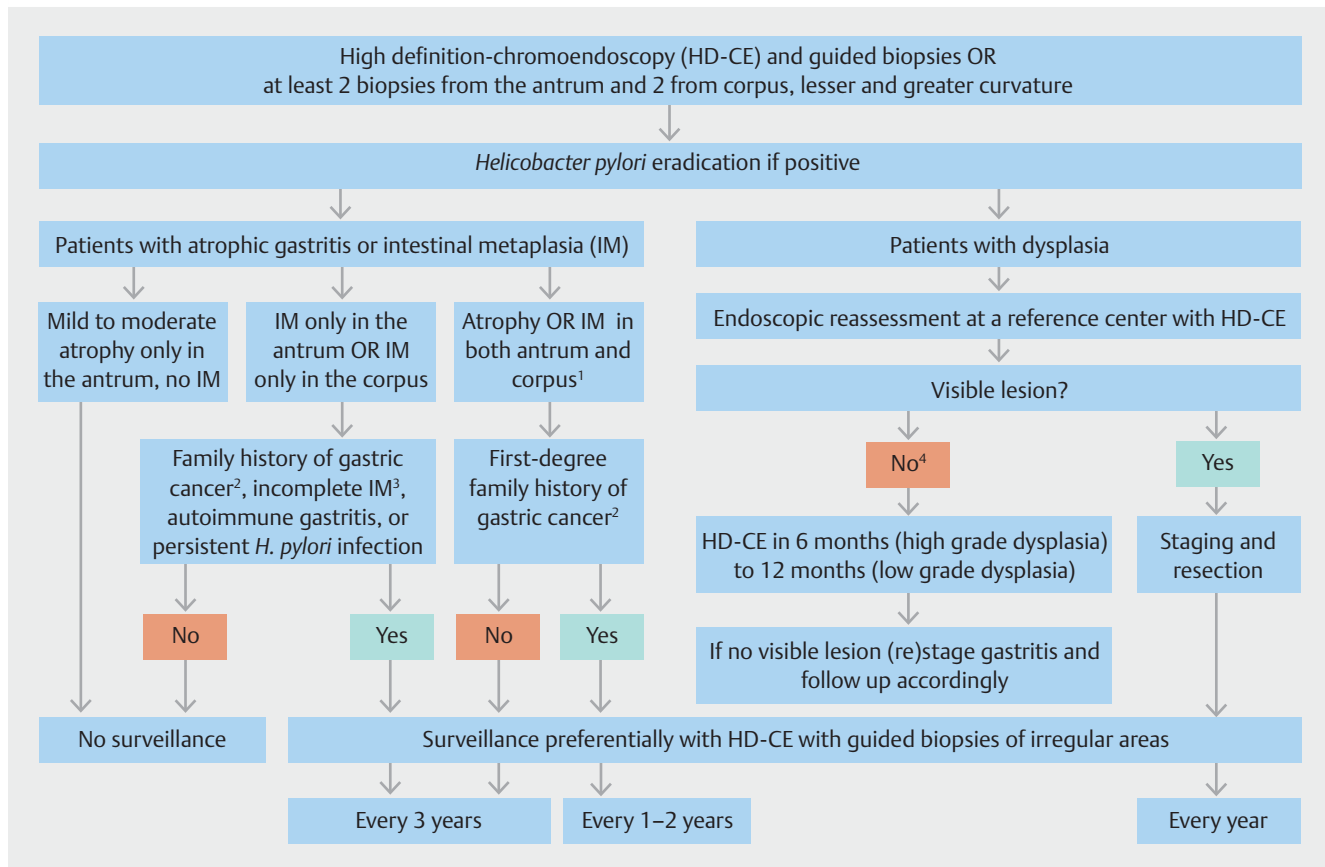 High definition-chromoendoscopy (HD-CE) and guided biopsies OR
at least 2 biopsies from the antrum and 2 from corpus, lesser and greater curvature
Helicobacter pylori eradication if positive
Patients with atrophic gastritis or intestinal metaplasia (IM)
Mild to moderate
atrophy only in
the antrum, no IM
IM only in the
antrum OR IM
only in the corpus
Atrophy OR IM in
both antrum and
corpus¹
Family history of gastric
cancer², incomplete IM³,
autoimmune gastritis, or
persistent H. pylori infection
First-degree
family history of
gastric cancer²
No
Yes
No
Yes
Patients with dysplasia
Endoscopic reassessment at a reference center with HD-CE
Visible lesion?
No⁴
Yes
HD-CE in 6 months (high grade dysplasia)
to 12 months (low grade dysplasia)
Staging and
resection
If no visible lesion (re)stage gastritis and
follow up accordingly
No surveillance
Surveillance preferentially with HD-CE with guided biopsies of irregular areas
Every 3 years
Every 1–2 years
Every year